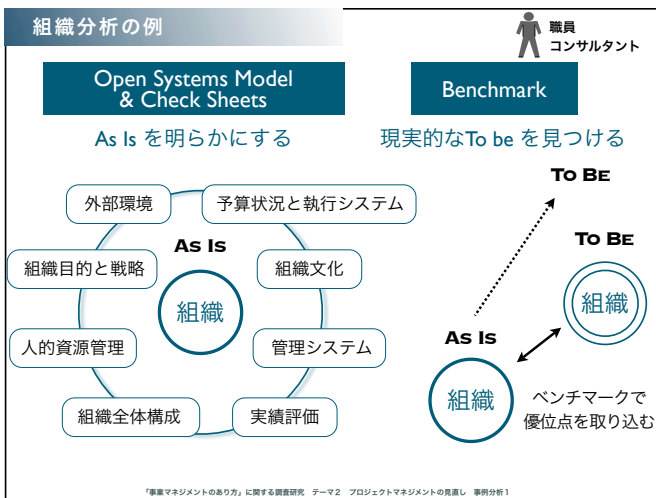 組織分析の例
職員
コンサルタント
Open Systems Model
& Check Sheets
Benchmark
As Is を明らかにする
現実的なTo be を見つける
外部環境
予算状況と執行システム
組織目的と戦略
組織文化
人的資源管理
管理システム
組織全体構成
実績評価
AS IS
組織
TO BE
TO BE
組織
AS IS
組織
ベンチマークで
優位点を取り込む
「事業マネジメントのあり方」に関する調査研究 テーマ2 プロジェクトマネジメントの見直し 事例分析1